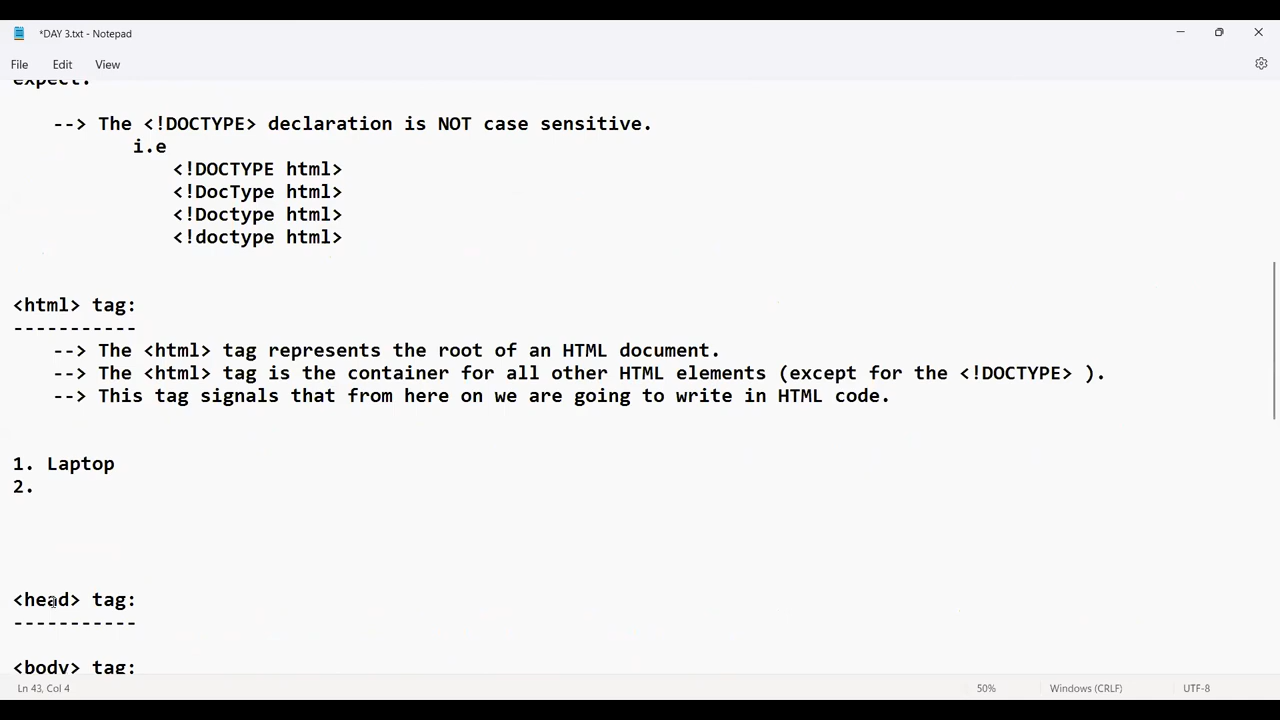 *DAY 3.txt - Notepad
File Edit View
expect.
--> The <!DOCTYPE> declaration is NOT case sensitive.
i.e
<!DOCTYPE html>
<!DocType html>
<!Doctype html>
<!doctype html>
<html> tag:
-----------
--> The <html> tag represents the root of an HTML document.
--> The <html> tag is the container for all other HTML elements (except for the <!DOCTYPE> ).
--> This tag signals that from here on we are going to write in HTML code.
1. Laptop
2.
<head> tag:
-----------
<body> tag:
Ln 43, Col 4 50% Windows (CRLF) UTF-8